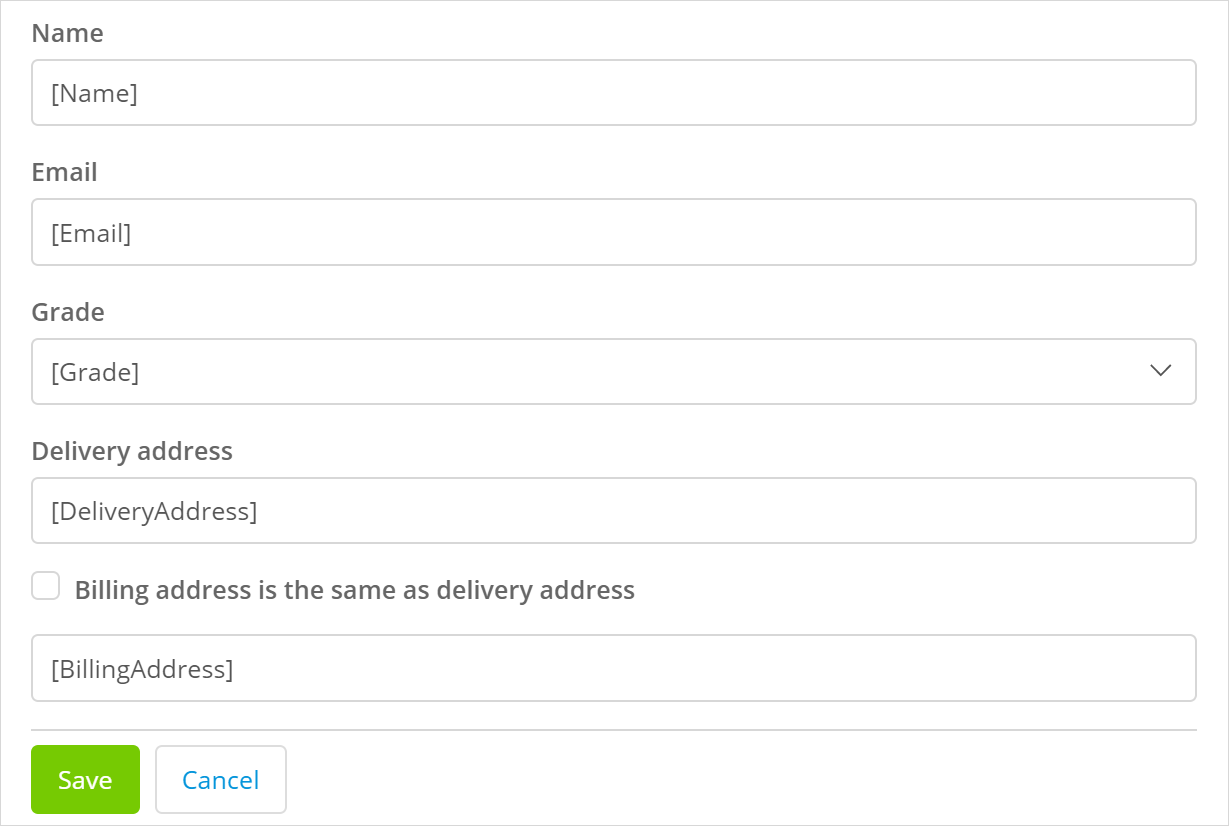 Name
[Name]
Email
[Email]
Grade
[Grade]
Delivery address
[DeliveryAddress]
Billing address is the same as delivery address
[BillingAddress]
Save Cancel